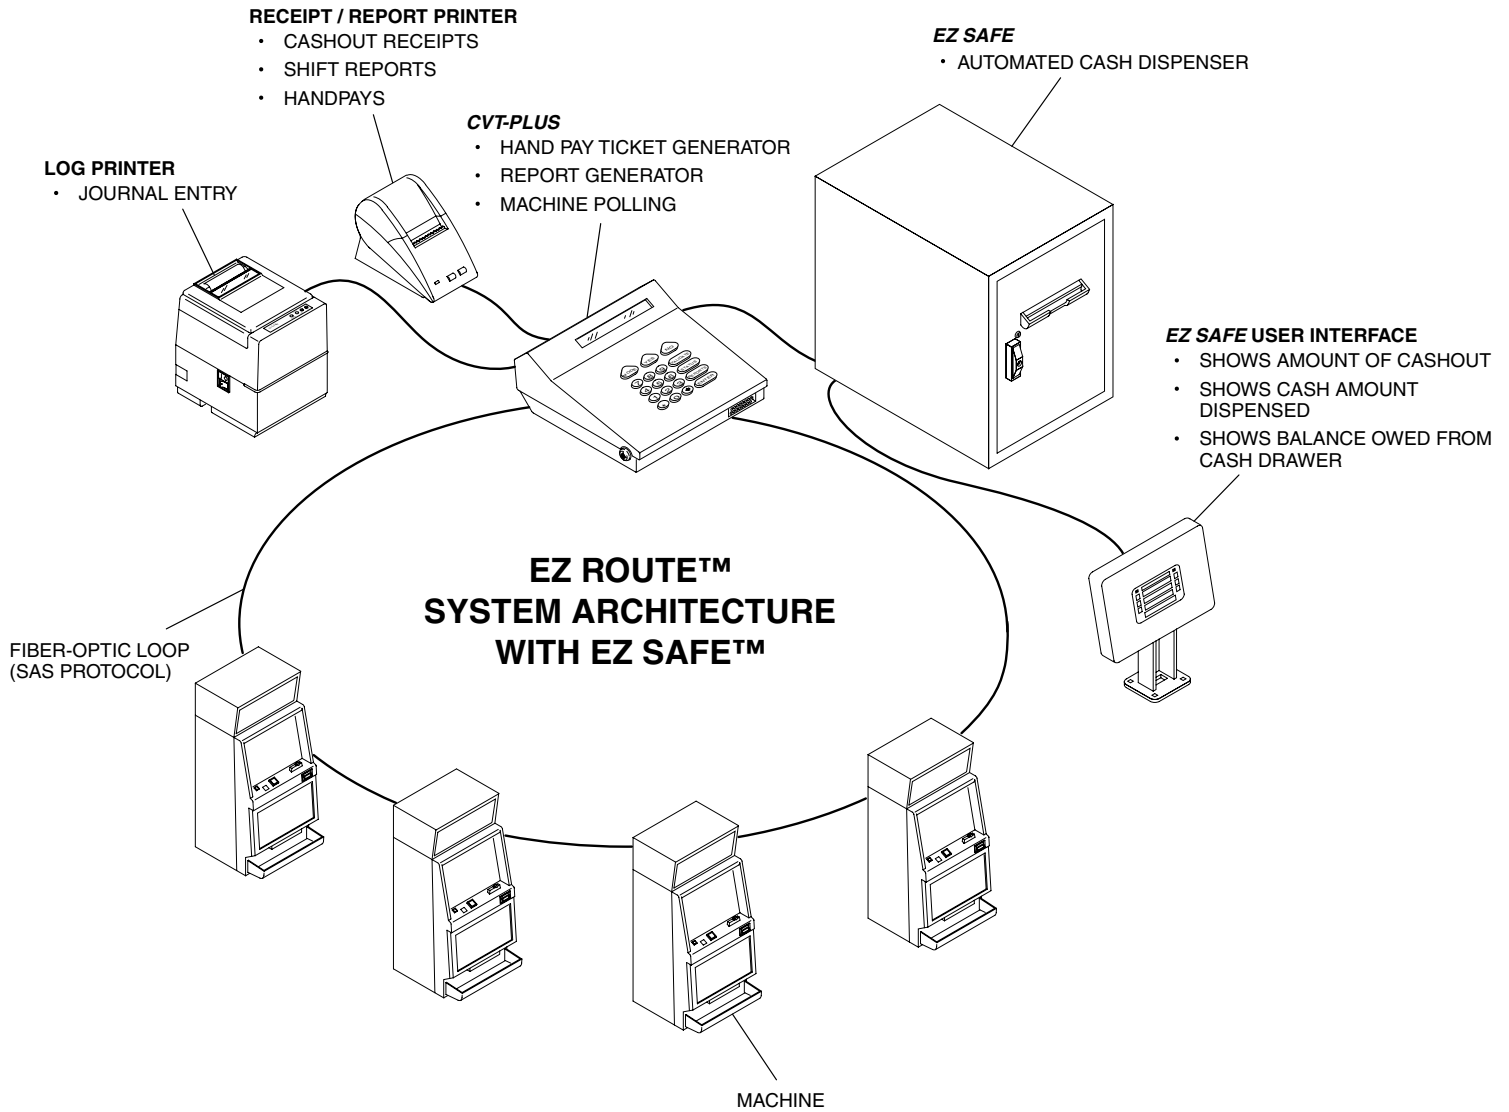 RECEIPT / REPORT PRINTER
• CASHOUT RECEIPTS
• SHIFT REPORTS
• HANDPAYS
EZ SAFE
• AUTOMATED CASH DISPENSER
CVT-PLUS
• HAND PAY TICKET GENERATOR
• REPORT GENERATOR
• MACHINE POLLING
LOG PRINTER
• JOURNAL ENTRY
EZ SAFE USER INTERFACE
• SHOWS AMOUNT OF CASHOUT
• SHOWS CASH AMOUNT
DISPENSED
• SHOWS BALANCE OWED FROM
CASH DRAWER
EZ ROUTE™
SYSTEM ARCHITECTURE
WITH EZ SAFE™
FIBER-OPTIC LOOP
(SAS PROTOCOL)
MACHINE